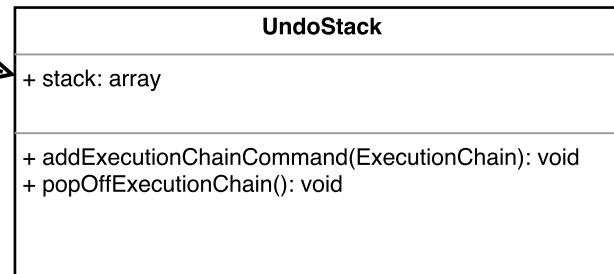 UndoStack
+ stack: array
+ addExecutionChainCommand(ExecutionChain): void
+ popOffExecutionChain(): void